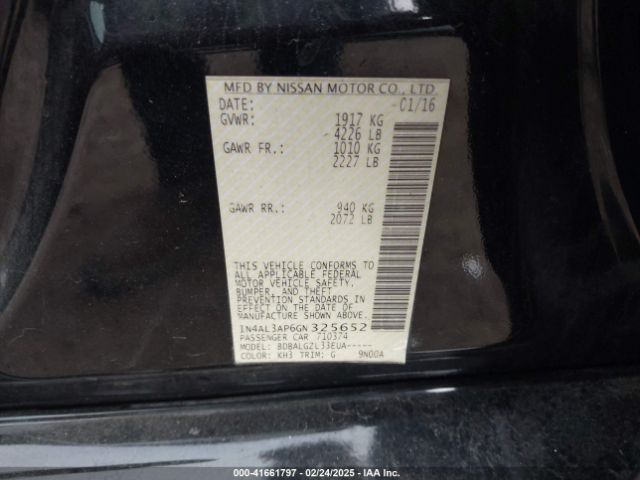 MFD BY NISSAN MOTOR CO., LTD.
DATE: 01/16
GVWR: 1917 KG
4226 LB
GAWR FR.: 1010 KG
2227 LB
GAWR RR.: 940 KG
2072 LB
THIS VEHICLE CONFORMS TO
ALL APPLICABLE FEDERAL
MOTOR VEHICLE SAFETY,
BUMPER, AND THEFT
PREVENTION STANDARDS IN
EFFECT ON THE DATE OF
MANUFACTURE SHOWN ABOVE.
1N4AL3AP6GN325652
PASSENGER CAR 710374
MODEL: BDBALGZL33EUA-----
COLOR: KH3 TRIM: G 9N00A
000-41661797 - 02/24/2025 - IAA Inc.